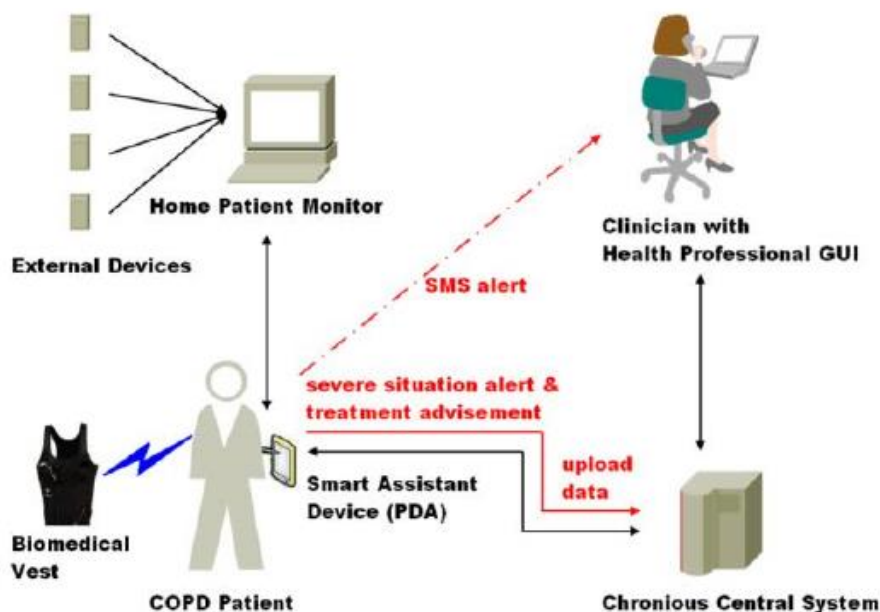 Home Patient Monitor
External Devices
Clinician with
Health Professional GUI
SMS alert
severe situation alert &
treatment advisement
upload
data
Smart Assistant
Device (PDA)
Biomedical
Vest
COPD Patient
Chronious Central System